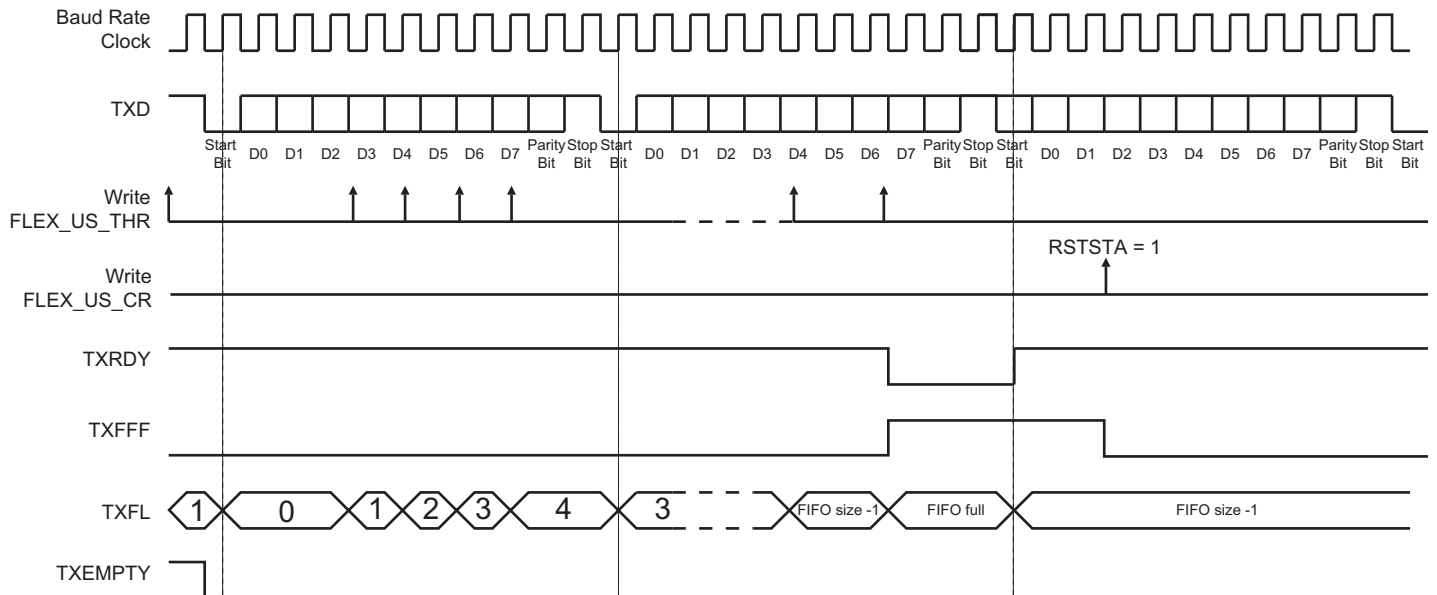 Baud Rate
Clock
TXD
Start
Bit
D0
D1
D2
D3
D4
D5
D6
D7
Parity
Bit
Stop
Bit
Start
Bit
D0
D1
D2
D3
D4
D5
D6
D7
Parity
Bit
Stop
Bit
Start
Bit
D0
D1
D2
D3
D4
D5
D6
D7
Parity
Bit
Stop
Bit
Start
Bit
Write
FLEX_US_THR
RSTSTA = 1
Write
FLEX_US_CR
TXRDY
TXFFF
TXFL
1
0
1
2
3
4
3
FIFO size -1
FIFO full
FIFO size -1
TXEMPTY